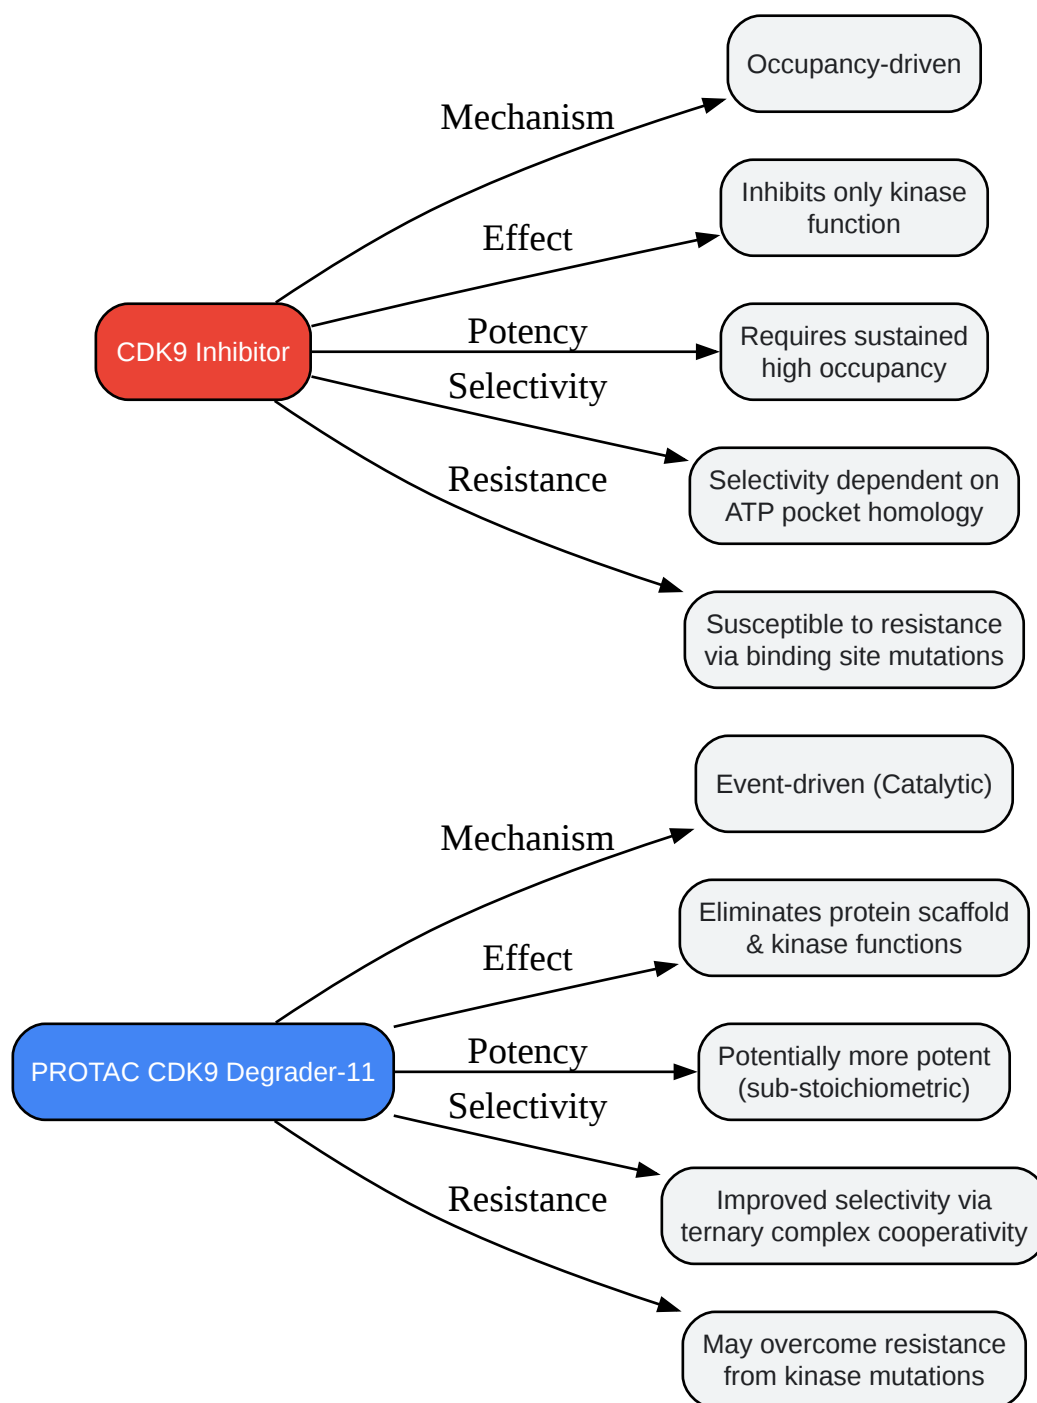 Occupancy-driven
Mechanism
Inhibits only kinase
function
Effect
CDK9 Inhibitor
Potency
Requires sustained
high occupancy
Selectivity
Selectivity dependent on
ATP pocket homology
Resistance
Susceptible to resistance
via binding site mutations
Event-driven (Catalytic)
Mechanism
Eliminates protein scaffold
& kinase functions
Effect
PROTAC CDK9 Degrader-11
Potency
Potentially more potent
(sub-stoichiometric)
Selectivity
Improved selectivity via
ternary complex cooperativity
Resistance
May overcome resistance
from kinase mutations